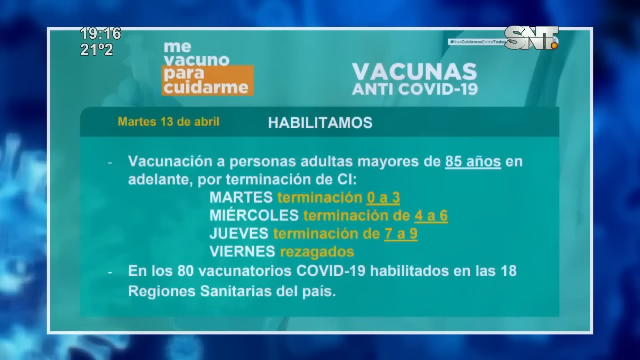 19:16
21°2
me
vacuno
para
cuidarme
SNT.
VACUNAS
ANTI COVID-19
Martes 13 de abril
HABILITAMOS
- Vacunación a personas adultas mayores de 85 años en
adelante, por terminación de CI:
MARTES terminación 0 a 3
MIÉRCOLES terminación de 4 a 6
JUEVES terminación de 7 a 9
VIERNES rezagados
- En los 80 vacunatorios COVID-19 habilitados en las 18
Regiones Sanitarias del país.